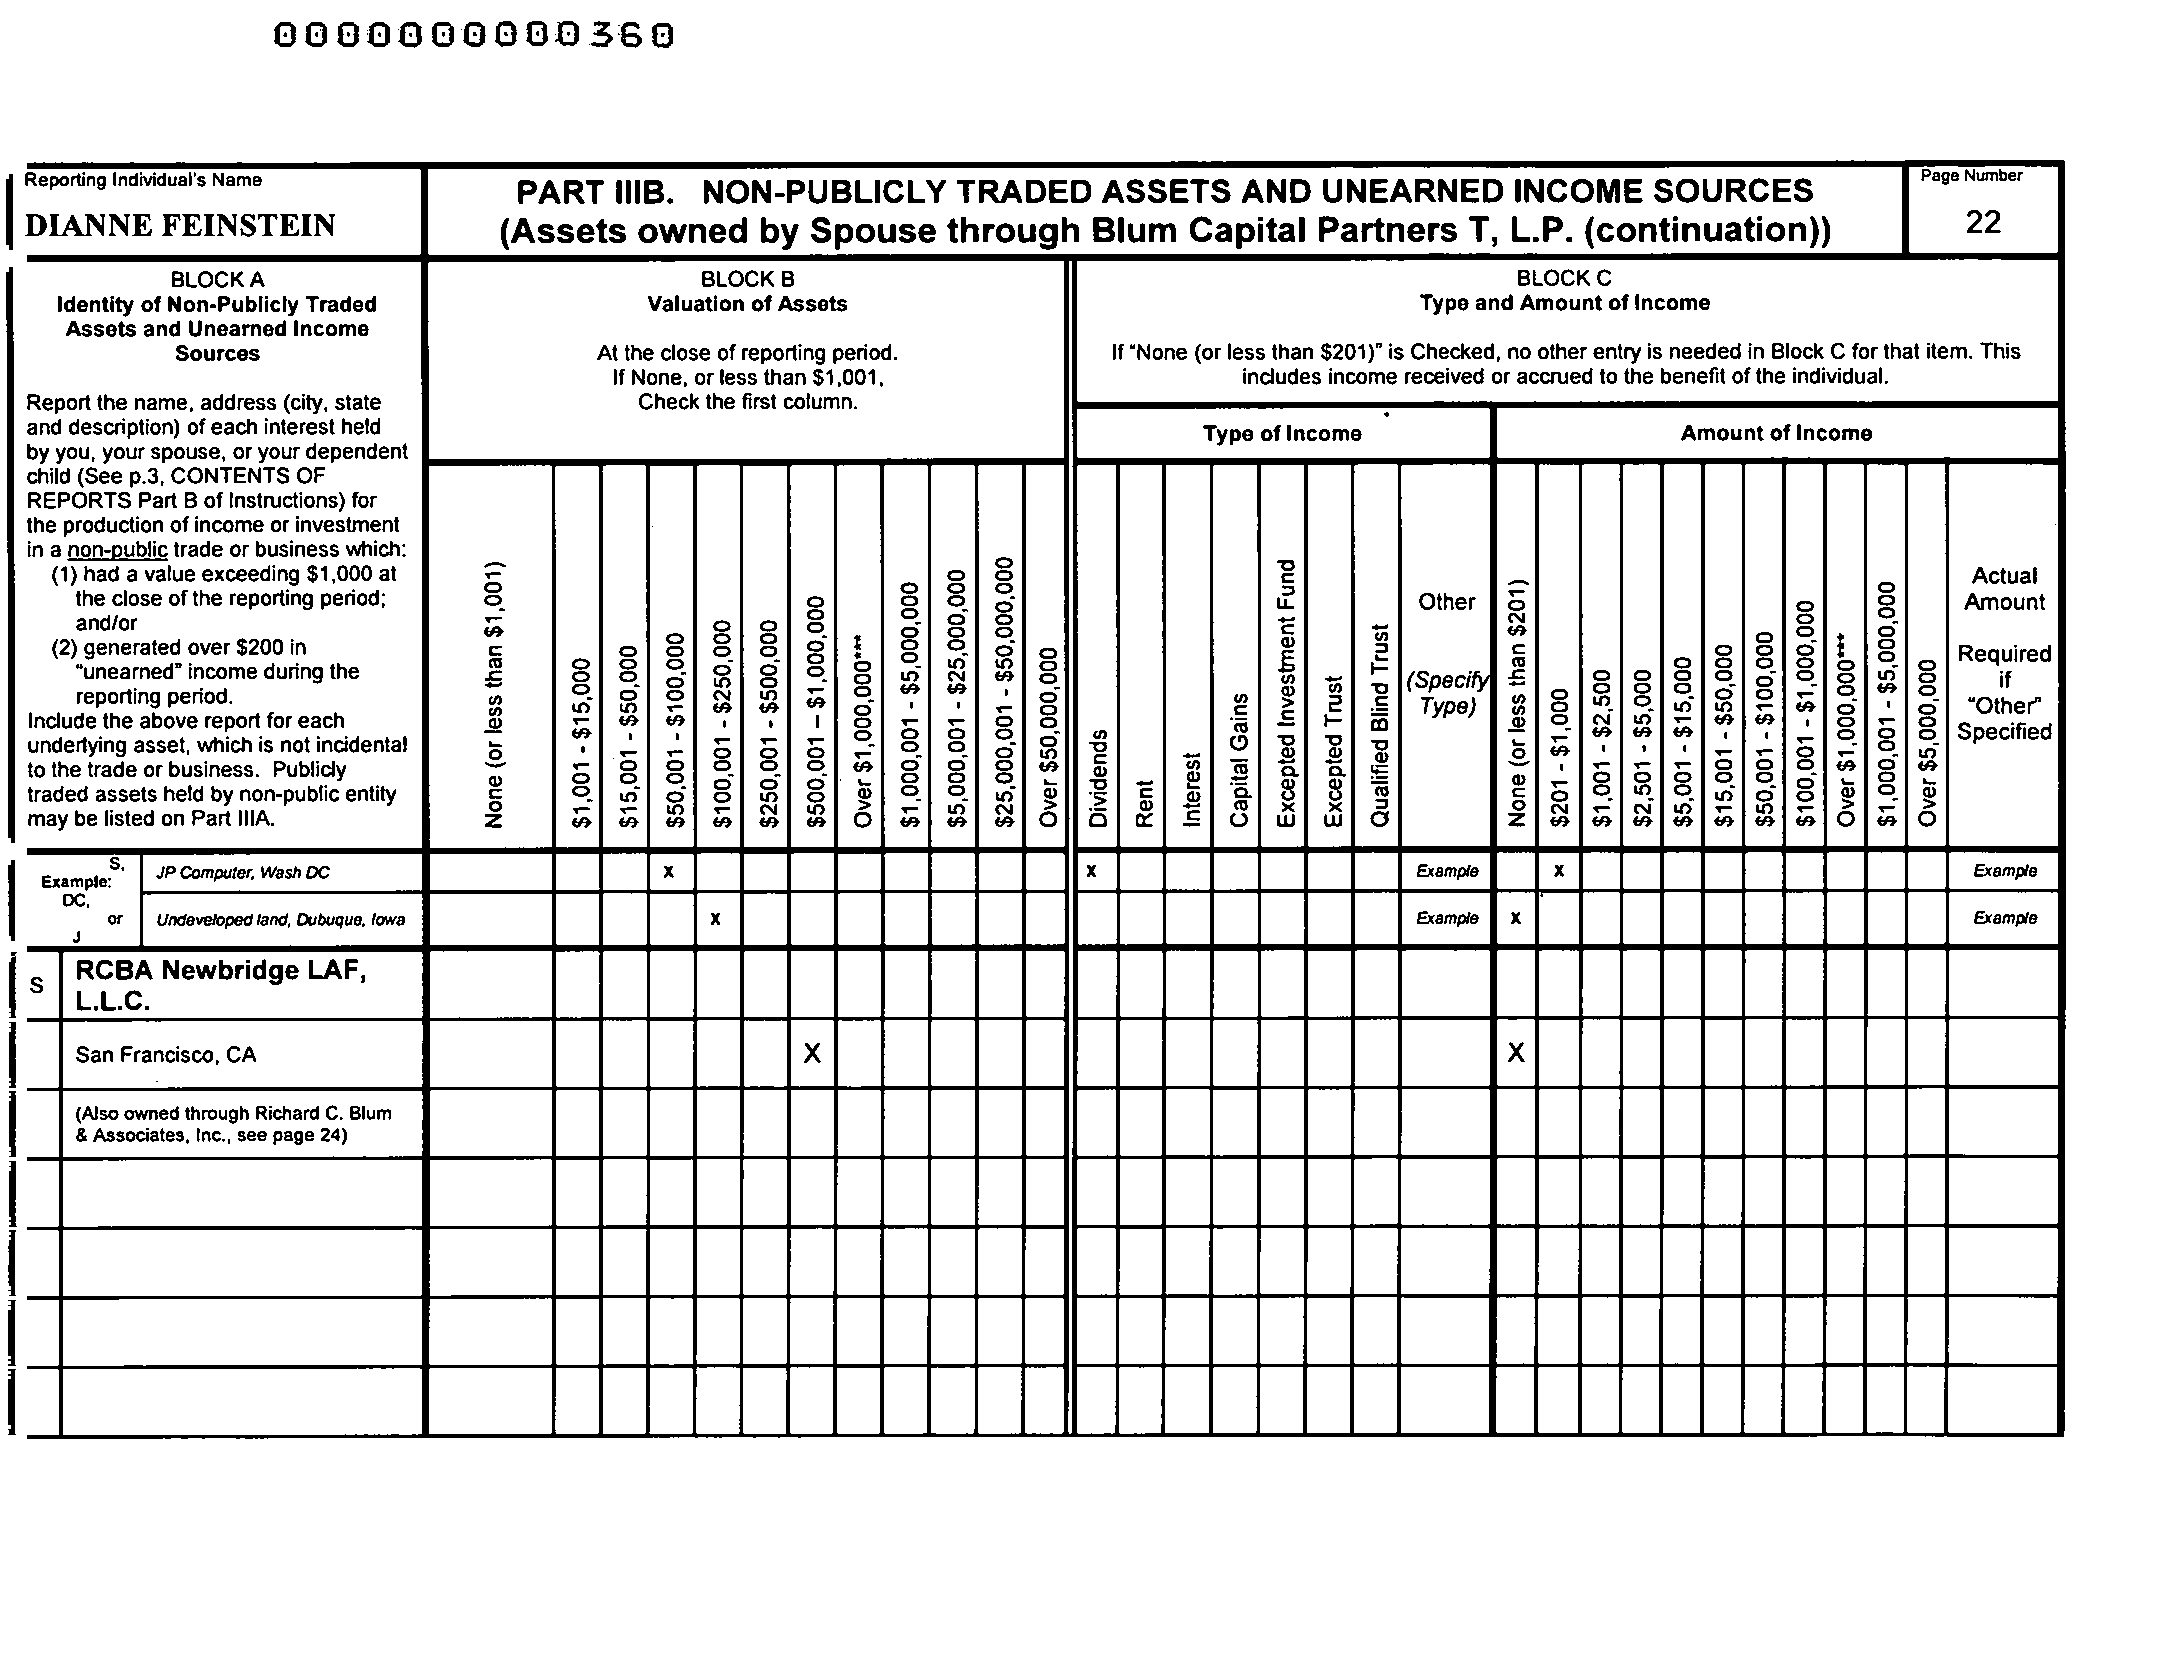 0000000000360
Reporting Individual's Name
DIANNE FEINSTEIN
PART IIIB. NON-PUBLICLY TRADED ASSETS AND UNEARNED INCOME SOURCES
(Assets owned by Spouse through Blum Capital Partners T, L.P. (continuation))
Page Number
22
BLOCK A
Identity of Non-Publicly Traded
Assets and Unearned Income
Sources
Report the name, address (city, state
and description) of each interest held
by you, your spouse, or your dependent
child (See p.3, CONTENTS OF
REPORTS Part B of Instructions) for
the production of income or investment
in a non-public trade or business which:
(1) had a value exceeding $1,000 at
the close of the reporting period;
and/or
(2) generated over $200 in
"unearned" income during the
reporting period.
Include the above report for each
underlying asset, which is not incidental
to the trade or business. Publicly
traded assets held by non-public entity
may be listed on Part IIIA.
BLOCK B
Valuation of Assets
At the close of reporting period.
If None, or less than $1,001,
Check the first column.
None (or less than $1,001)
$1,001 - $15,000
$15,001 - $50,000
$50,001 - $100,000
$100,001 - $250,000
$250,001 - $500,000
$500,001 – $1,000,000
Over $1,000,000***
$1,000,001 - $5,000,000
$5,000,001 - $25,000,000
$25,000,001 - $50,000,000
Over $50,000,000
BLOCK C
Type and Amount of Income
If "None (or less than $201)" is Checked, no other entry is needed in Block C for that item. This
includes income received or accrued to the benefit of the individual.
Type of Income
Dividends
Rent
Interest
Capital Gains
Excepted Investment Fund
Excepted Trust
Qualified Blind Trust
Other
(Specify
Type)
Amount of Income
None (or less than $201)
$201 - $1,000
$1,001 - $2,500
$2,501 - $5,000
$5,001 - $15,000
$15,001 - $50,000
$50,001 - $100,000
$100,001 - $1,000,000
Over $1,000,000***
$1,000,001 - $5,000,000
Over $5,000,000
Actual
Amount
Required
if
"Other"
Specified
Example:
S,
DC,
or
J
JP Computer, Wash DC X X Example X Example
Undeveloped land, Dubuque, Iowa X Example X Example
S RCBA Newbridge LAF,
L.L.C.
San Francisco, CA X X
(Also owned through Richard C. Blum
& Associates, Inc., see page 24)